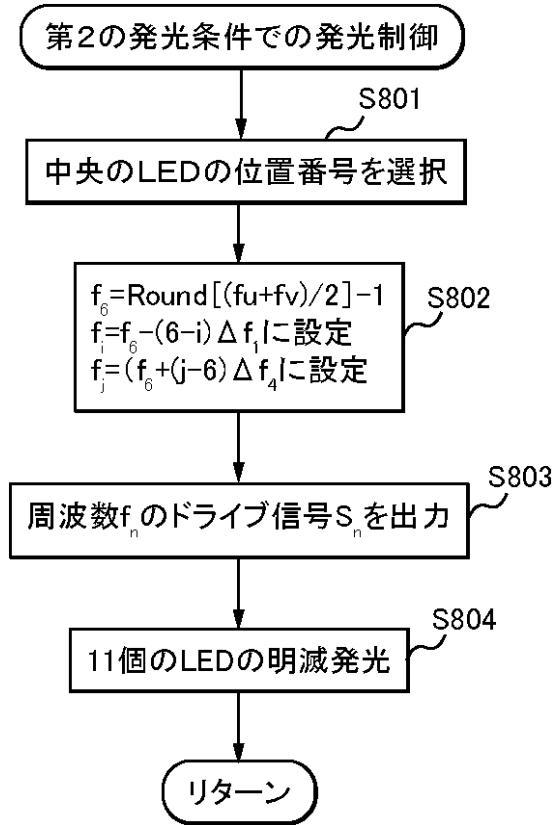 第2の発光条件での発光制御
S801
中央のLEDの位置番号を選択
S802
f₆=Round[(fu+fv)/2]-1
fᵢ=f₆-(6-i)Δf₁に設定
fⱼ=(f₆+(j-6)Δf₄に設定
S803
周波数fₙのドライブ信号Sₙを出力
S804
11個のLEDの明滅発光
リターン